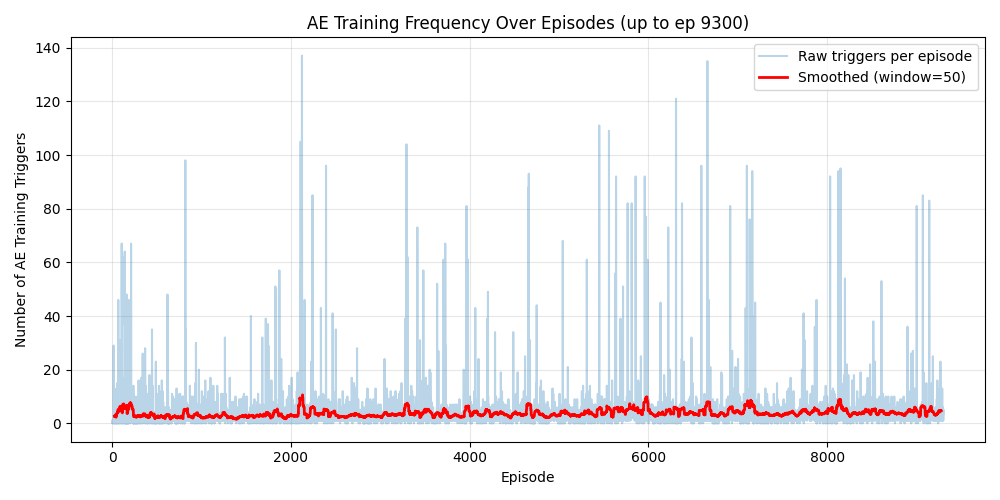 AE Training Frequency Over Episodes (up to ep 9300)
Raw triggers per episode
Smoothed (window=50)
Number of AE Training Triggers
140
120
100
80
60
40
20
0
0 2000 4000 6000 8000
Episode